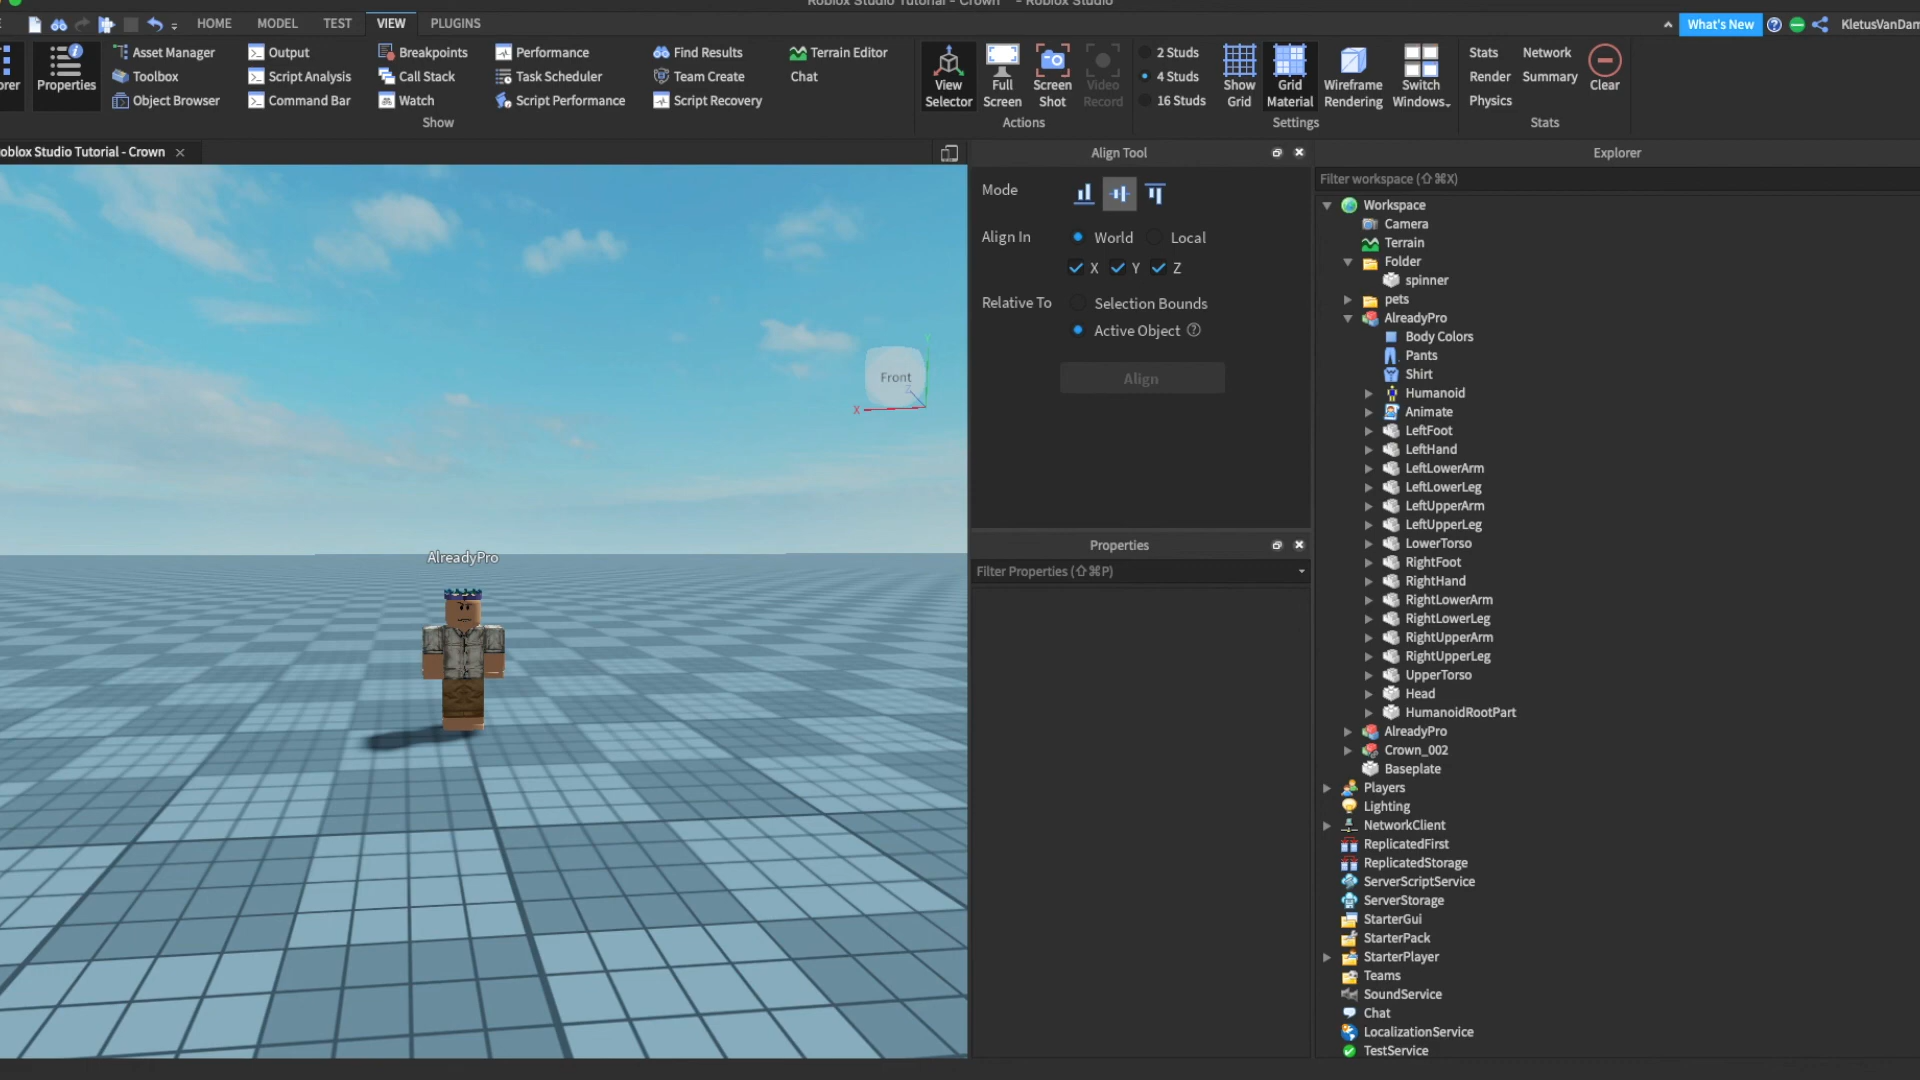 Roblox Studio Tutorial - Crown - Roblox Studio
HOME MODEL TEST VIEW PLUGINS
What's New
KletusVanDam
Properties
Asset Manager
Toolbox
Object Browser
Output
Script Analysis
Command Bar
Breakpoints
Call Stack
Watch
Performance
Task Scheduler
Script Performance
Find Results
Team Create
Script Recovery
Terrain Editor
Chat
Show
View
Selector
Full
Screen
Screen
Shot
Video
Record
Actions
2 Studs
4 Studs
16 Studs
Show
Grid
Grid
Material
Wireframe
Rendering
Switch
Windows
Settings
Stats
Render
Physics
Network
Summary
Clear
Stats
oblox Studio Tutorial - Crown
AlreadyPro
Front
X
Z
Align Tool
Mode
Align In
World
Local
X
Y
Z
Relative To
Selection Bounds
Active Object
Align
Properties
Filter Properties (⇧⌘P)
Explorer
Filter workspace (⇧⌘X)
Workspace
Camera
Terrain
Folder
spinner
pets
AlreadyPro
Body Colors
Pants
Shirt
Humanoid
Animate
LeftFoot
LeftHand
LeftLowerArm
LeftLowerLeg
LeftUpperArm
LeftUpperLeg
LowerTorso
RightFoot
RightHand
RightLowerArm
RightLowerLeg
RightUpperArm
RightUpperLeg
UpperTorso
Head
HumanoidRootPart
AlreadyPro
Crown_002
Baseplate
Players
Lighting
NetworkClient
ReplicatedFirst
ReplicatedStorage
ServerScriptService
ServerStorage
StarterGui
StarterPack
StarterPlayer
Teams
SoundService
Chat
LocalizationService
TestService